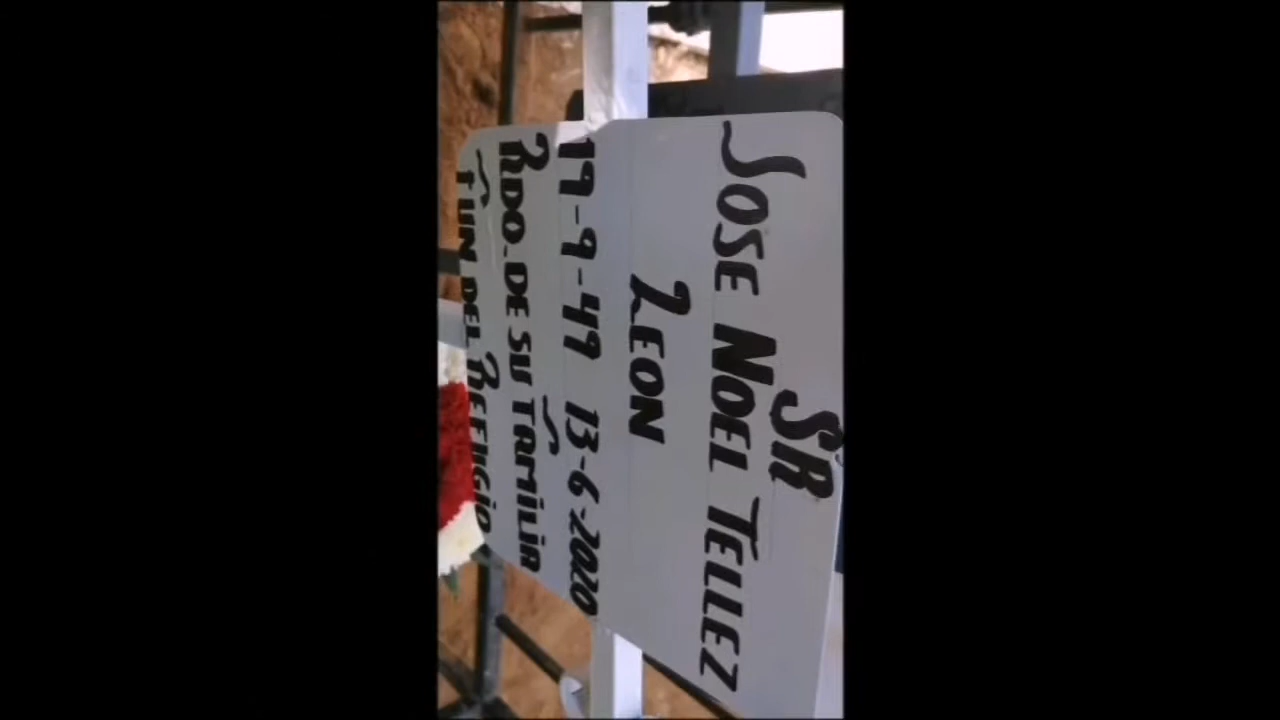 SR
JOSE NOEL TELLEZ
LEON
19-9-49 13-6-2020
RDO. DE SU FAMILIA
FUN DEL REFUGIO